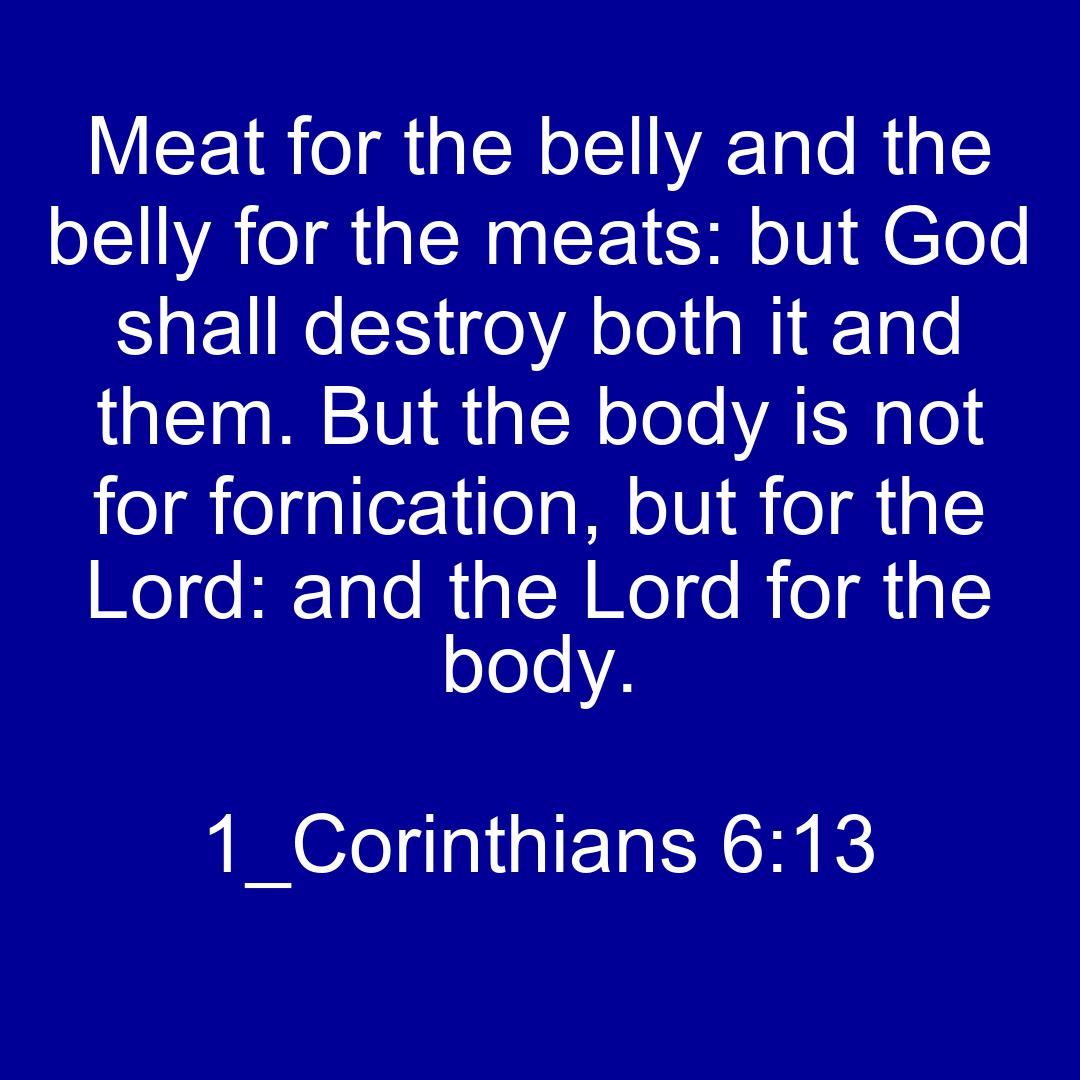 Meat for the belly and the
belly for the meats: but God
shall destroy both it and
them. But the body is not
for fornication, but for the
Lord: and the Lord for the
body.
1_Corinthians 6:13